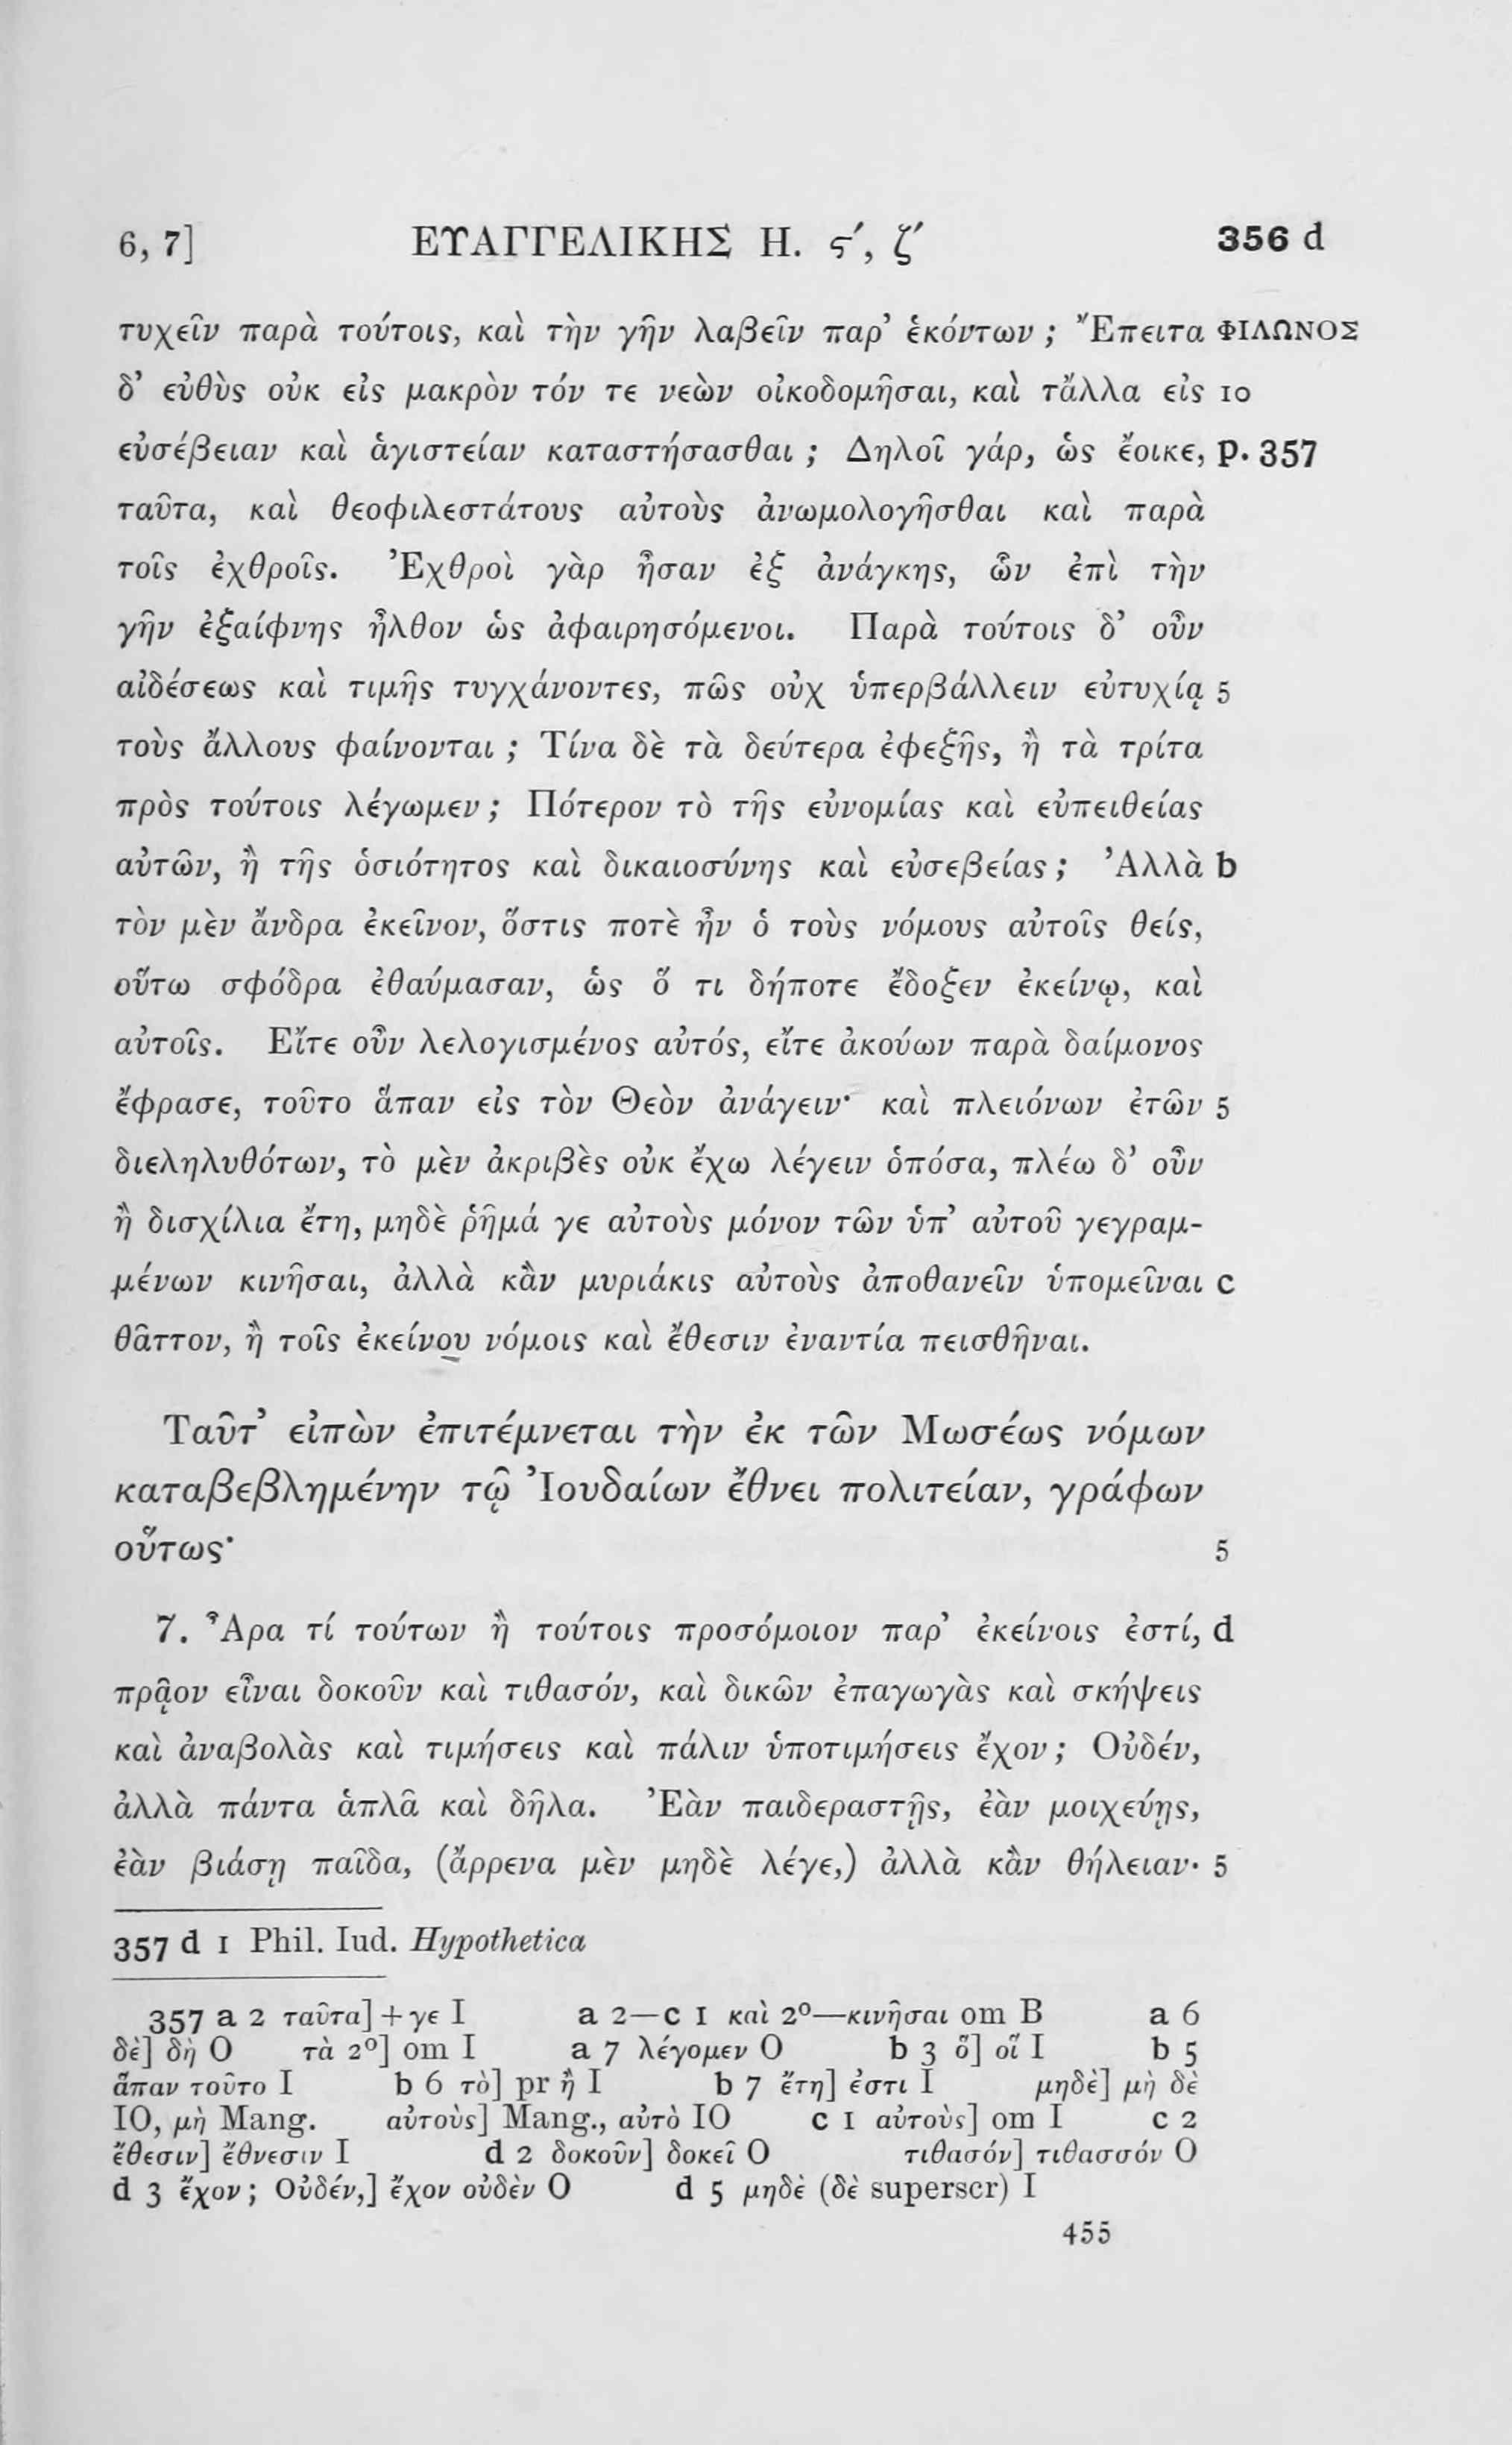 6, 7] ΕΥΑΓΓΕΛΙΚΗΣ Η. ϛ′, ζ′ 356 d
τυχεῖν παρὰ τούτοις, καὶ τὴν γῆν λαβεῖν παρ’ ἑκόντων ; Ἔπειτα ΦΙΛΩΝΟΣ
δ’ εὐθὺς οὐκ εἰς μακρὸν τόν τε νεὼν οἰκοδομῆσαι, καὶ τἄλλα εἰς 10
εὐσέβειαν καὶ ἁγιστείαν καταστήσασθαι ; Δηλοῖ γάρ, ὡς ἔοικε, p. 357
ταῦτα, καὶ θεοφιλεστάτους αὐτοὺς ἀνωμολογῆσθαι καὶ παρὰ
τοῖς ἐχθροῖς. Ἐχθροὶ γὰρ ἦσαν ἐξ ἀνάγκης, ὧν ἐπὶ τὴν
γῆν ἐξαίφνης ἦλθον ὡς ἀφαιρησόμενοι. Παρὰ τούτοις δ’ οὖν
αἰδέσεως καὶ τιμῆς τυγχάνοντες, πῶς οὐχ ὑπερβάλλειν εὐτυχίᾳ 5
τοὺς ἄλλους φαίνονται ; Τίνα δὲ τὰ δεύτερα ἐφεξῆς, ἢ τὰ τρίτα
πρὸς τούτοις λέγωμεν ; Πότερον τὸ τῆς εὐνομίας καὶ εὐπειθείας
αὐτῶν, ἢ τῆς ὁσιότητος καὶ δικαιοσύνης καὶ εὐσεβείας ; Ἀλλὰ b
τὸν μὲν ἄνδρα ἐκεῖνον, ὅστις ποτὲ ἦν ὁ τοὺς νόμους αὐτοῖς θείς,
οὕτω σφόδρα ἐθαύμασαν, ὡς ὅ τι δήποτε ἔδοξεν ἐκείνῳ, καὶ
αὐτοῖς. Εἴτε οὖν λελογισμένος αὐτός, εἴτε ἀκούων παρὰ δαίμονος
ἔφρασε, τοῦτο ἅπαν εἰς τὸν Θεὸν ἀνάγειν· καὶ πλειόνων ἐτῶν 5
διεληλυθότων, τὸ μὲν ἀκριβὲς οὐκ ἔχω λέγειν ὁπόσα, πλέω δ’ οὖν
ἢ δισχίλια ἔτη, μηδὲ ῥῆμά γε αὐτοὺς μόνον τῶν ὑπ’ αὐτοῦ γεγραμ-
μένων κινῆσαι, ἀλλὰ κἂν μυριάκις αὐτοὺς ἀποθανεῖν ὑπομεῖναι c
θᾶττον, ἢ τοῖς ἐκείνου νόμοις καὶ ἔθεσιν ἐναντία πεισθῆναι.
Ταῦτ’ εἰπὼν ἐπιτέμνεται τὴν ἐκ τῶν Μωσέως νόμων
καταβεβλημένην τῷ Ἰουδαίων ἔθνει πολιτείαν, γράφων
οὕτως· 5
7. Ἆρα τί τούτων ἢ τούτοις προσόμοιον παρ’ ἐκείνοις ἐστί, d
πρᾷον εἶναι δοκοῦν καὶ τιθασόν, καὶ δικῶν ἐπαγωγὰς καὶ σκήψεις
καὶ ἀναβολὰς καὶ τιμήσεις καὶ πάλιν ὑποτιμήσεις ἔχον ; Οὐδέν,
ἀλλὰ πάντα ἁπλᾶ καὶ δῆλα. Ἐὰν παιδεραστῇς, ἐὰν μοιχεύῃς,
ἐὰν βιάσῃ παῖδα, (ἄρρενα μὲν μηδὲ λέγε,) ἀλλὰ κἂν θήλειαν· 5
357 d 1 Phil. Iud. Hypothetica
357 a 2 ταῦτα] + γε I a 2—c 1 καὶ 2º—κινῆσαι om B a 6
δὲ] δὴ O τὰ 2º] om I a 7 λέγομεν O b 3 ὅ] οἵ I b 5
ἅπαν τοῦτο I b 6 τὸ] pr ἢ I b 7 ἔτη] ἐστι I μηδὲ] μὴ δὲ
IO, μὴ Mang. αὐτοὺς] Mang., αὐτὸ IO c 1 αὐτοὺς] om I c 2
ἔθεσιν] ἔθνεσιν I d 2 δοκοῦν] δοκεῖ O τιθασόν] τιθασσόν O
d 3 ἔχον ; Οὐδέν,] ἔχον οὐδὲν O d 5 μηδὲ (δὲ superscr) I
455